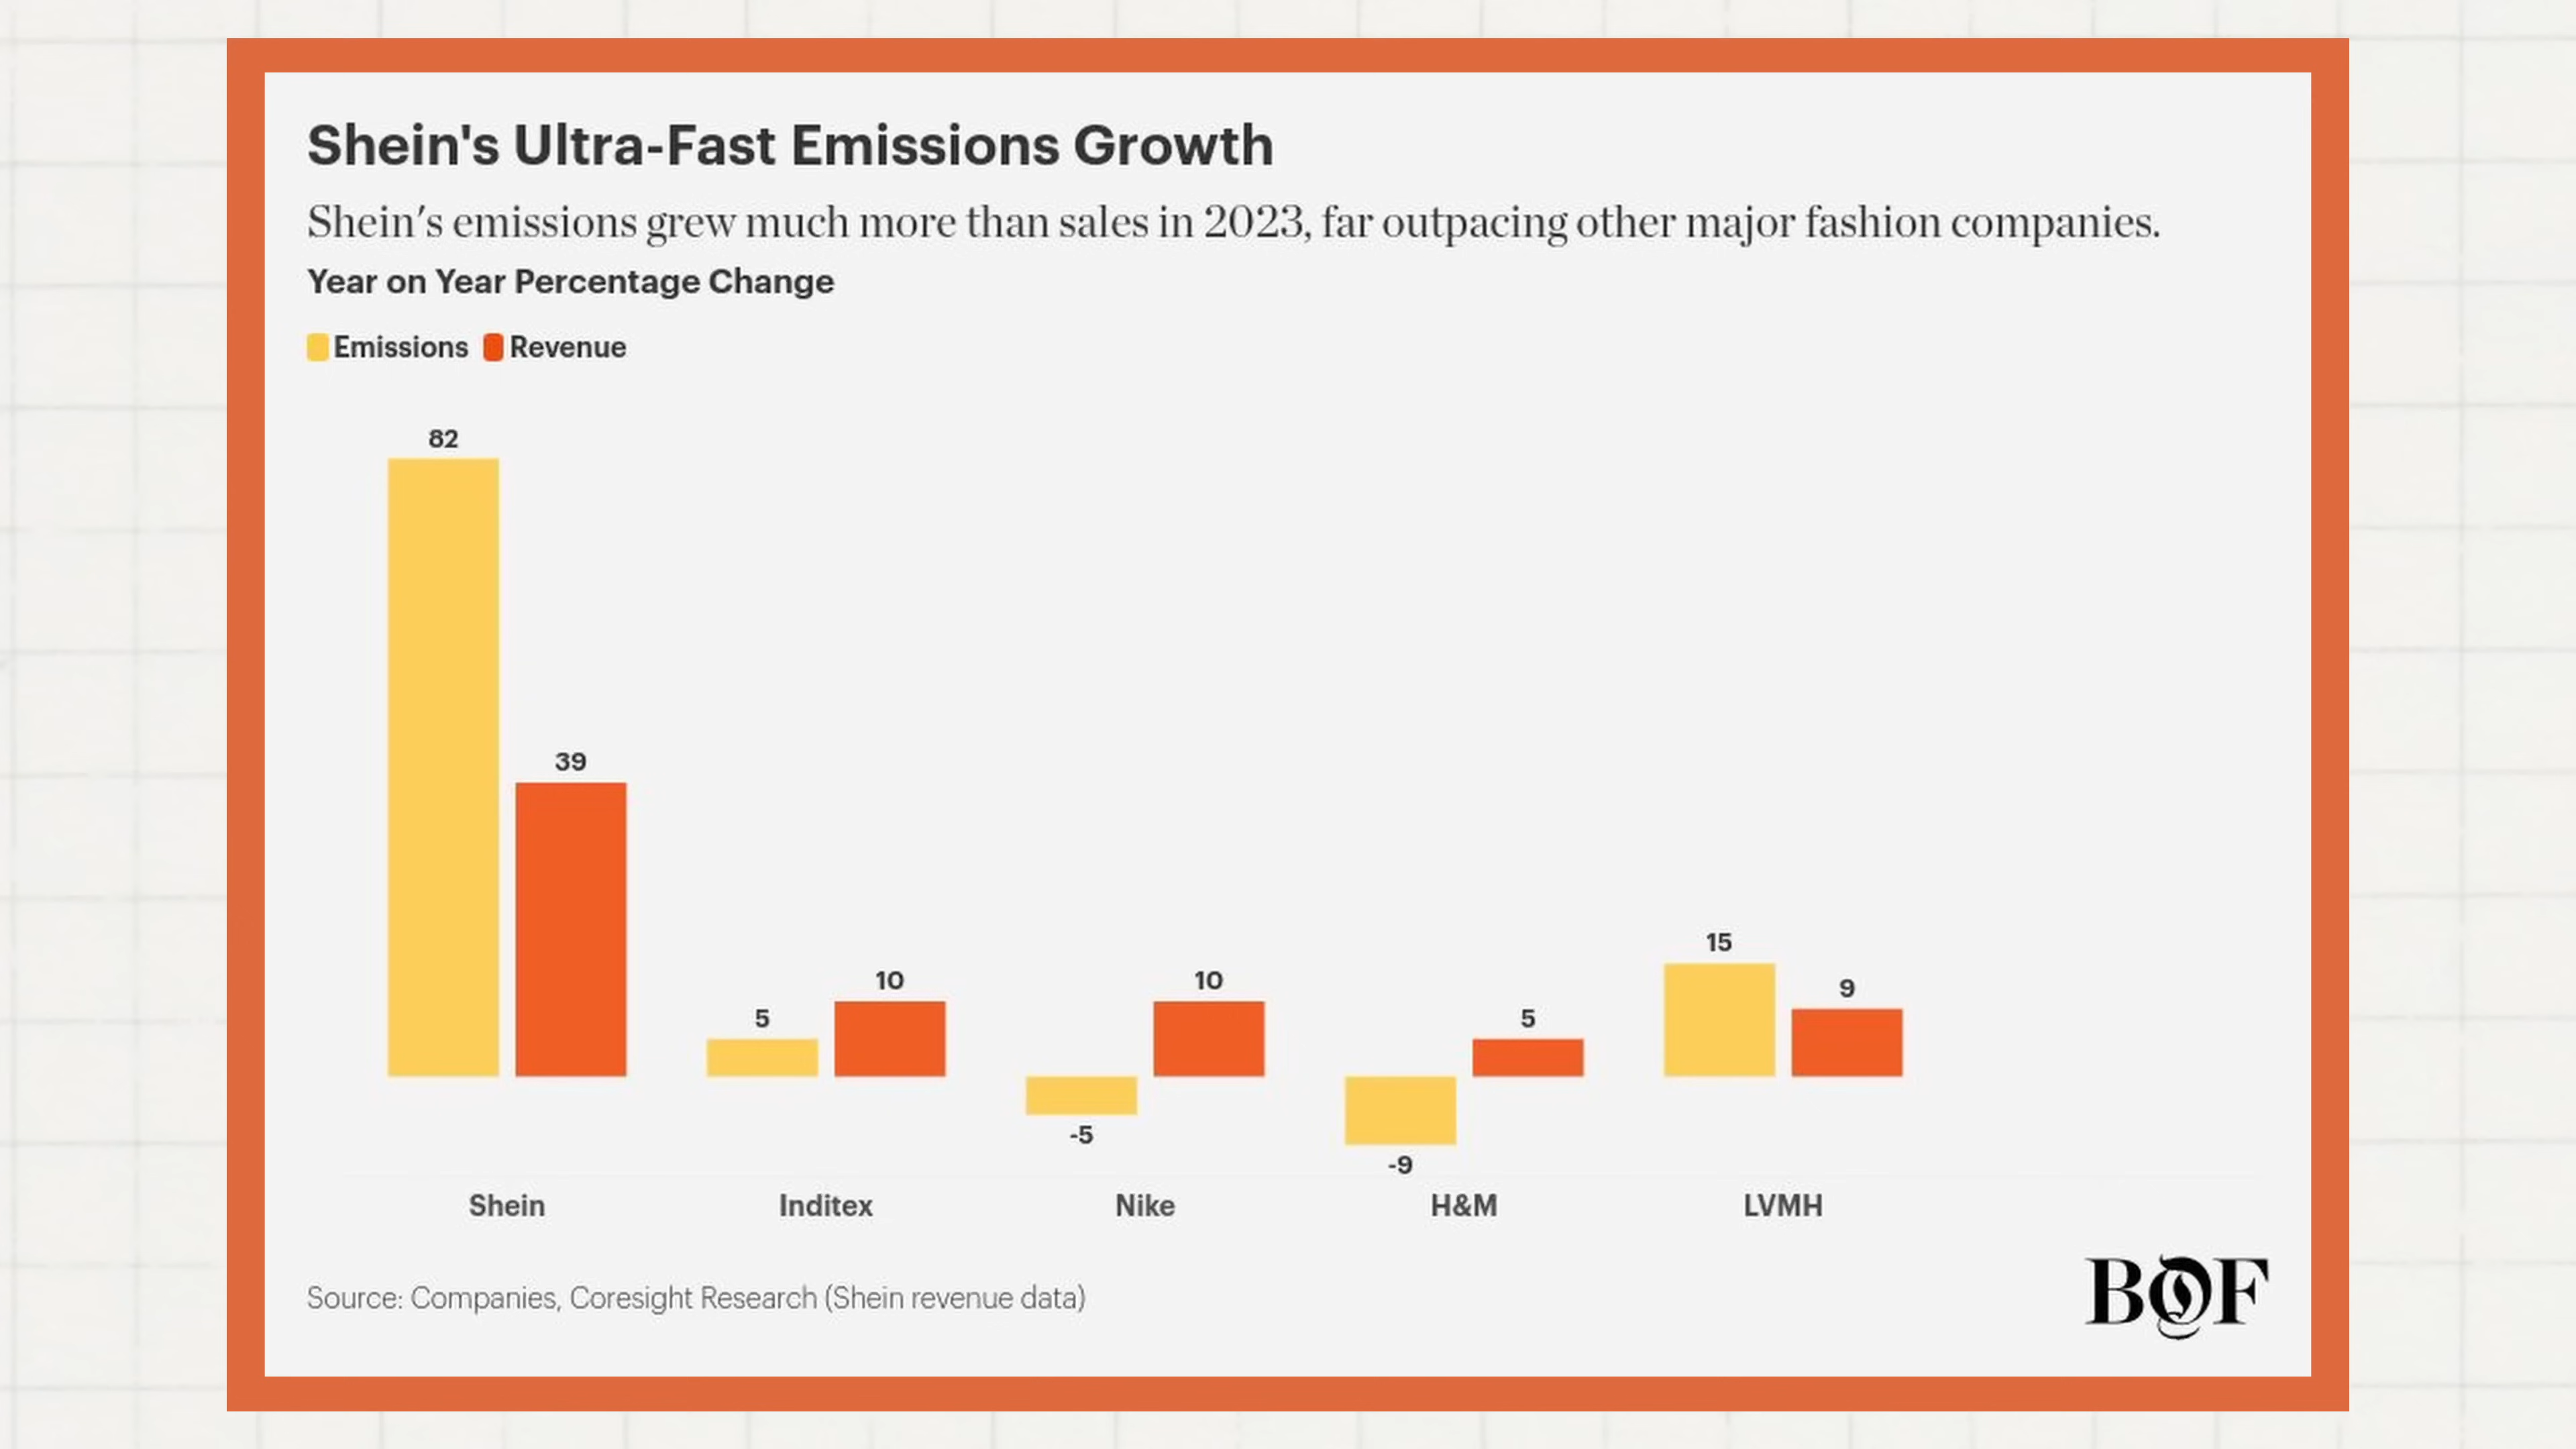 Shein's Ultra-Fast Emissions Growth
Shein's emissions grew much more than sales in 2023, far outpacing other major fashion companies.
Year on Year Percentage Change
Emissions Revenue
82
39
5
10
-5
10
-9
5
15
9
Shein Inditex Nike H&M LVMH
Source: Companies, Coresight Research (Shein revenue data)
BOF